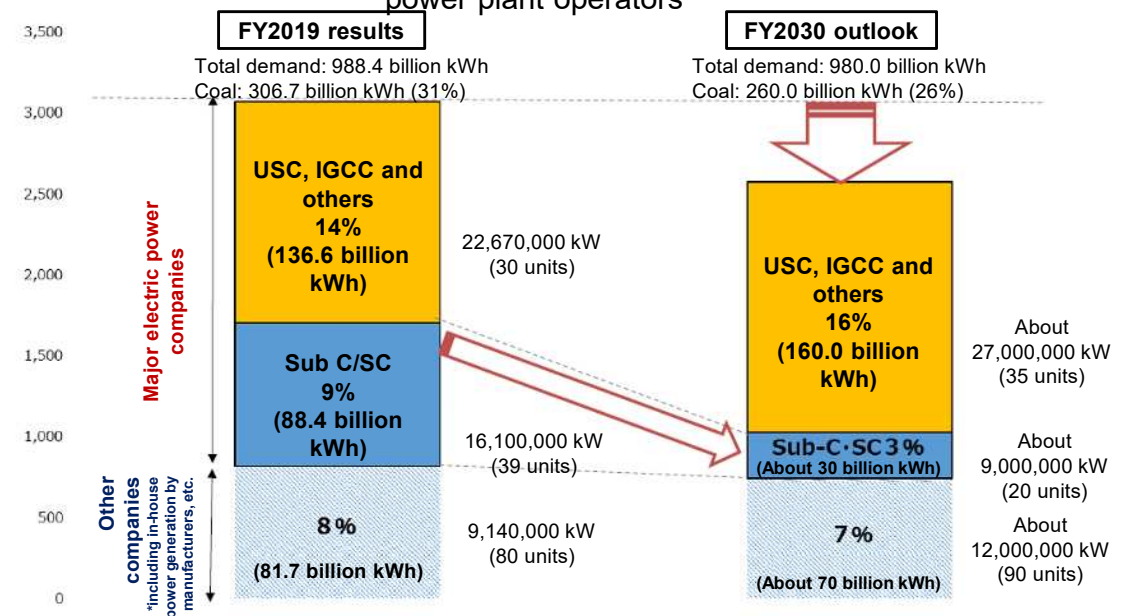 power plant operators
FY2019 results
FY2030 outlook
Total demand: 988.4 billion kWh
Coal: 306.7 billion kWh (31%)
Total demand: 980.0 billion kWh
Coal: 260.0 billion kWh (26%)
3,500
3,000
2,500
2,000
1,500
1,000
500
0
Major electric power
companies
Other
companies
*including in-house
power generation by
manufacturers, etc.
USC, IGCC and
others
14%
(136.6 billion
kWh)
22,670,000 kW
(30 units)
Sub C/SC
9%
(88.4 billion
kWh)
16,100,000 kW
(39 units)
8%
(81.7 billion kWh)
9,140,000 kW
(80 units)
USC, IGCC and
others
16%
(160.0 billion
kWh)
About
27,000,000 kW
(35 units)
Sub-C・SC 3%
(About 30 billion kWh)
About
9,000,000 kW
(20 units)
7%
(About 70 billion kWh)
About
12,000,000 kW
(90 units)